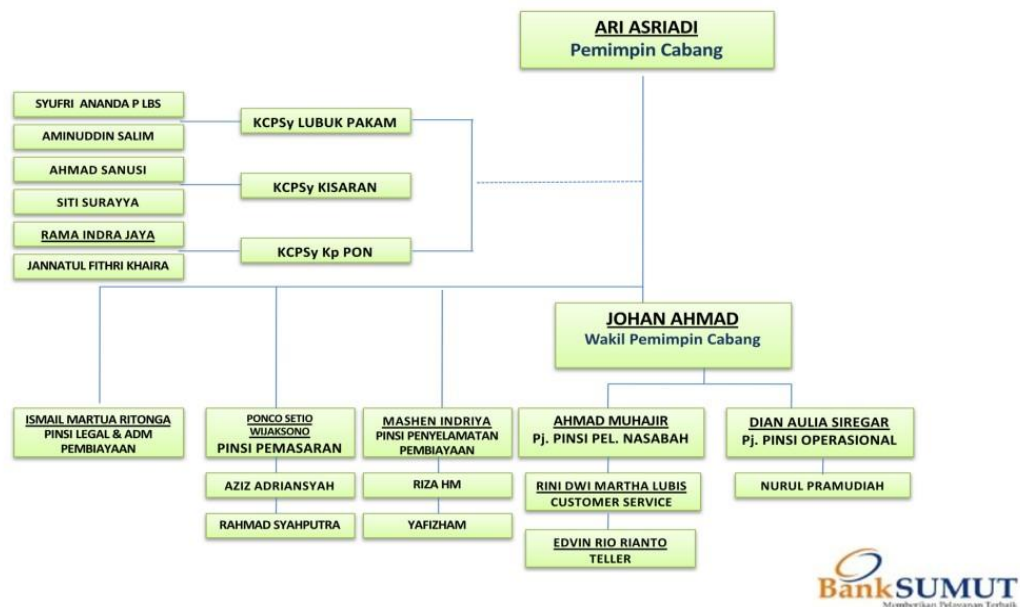 ARI ASRIADI
Pemimpin Cabang
SYUFRI ANANDA P LBS
AMINUDDIN SALIM
AHMAD SANUSI
SITI SURAYYA
RAMA INDRA JAYA
JANNATUL FITHRI KHAIRA
KCPSy LUBUK PAKAM
KCPSy KISARAN
KCPSy Kp PON
JOHAN AHMAD
Wakil Pemimpin Cabang
ISMAIL MARTUA RITONGA
PINSI LEGAL & ADM
PEMBIAYAAN
PONCO SETIO
WIJAKSONO
PINSI PEMASARAN
AZIZ ADRIANSYAH
RAHMAD SYAHPUTRA
MASHEN INDRIYA
PINSI PENYELAMATAN
PEMBIAYAAN
RIZA HM
YAFIZHAM
AHMAD MUHAJIR
Pj. PINSI PEL. NASABAH
RINI DWI MARTHA LUBIS
CUSTOMER SERVICE
EDVIN RIO RIANTO
TELLER
DIAN AULIA SIREGAR
Pj. PINSI OPERASIONAL
NURUL PRAMUDIAH
BankSUMUT
Memberikan Pelayanan Terbaik